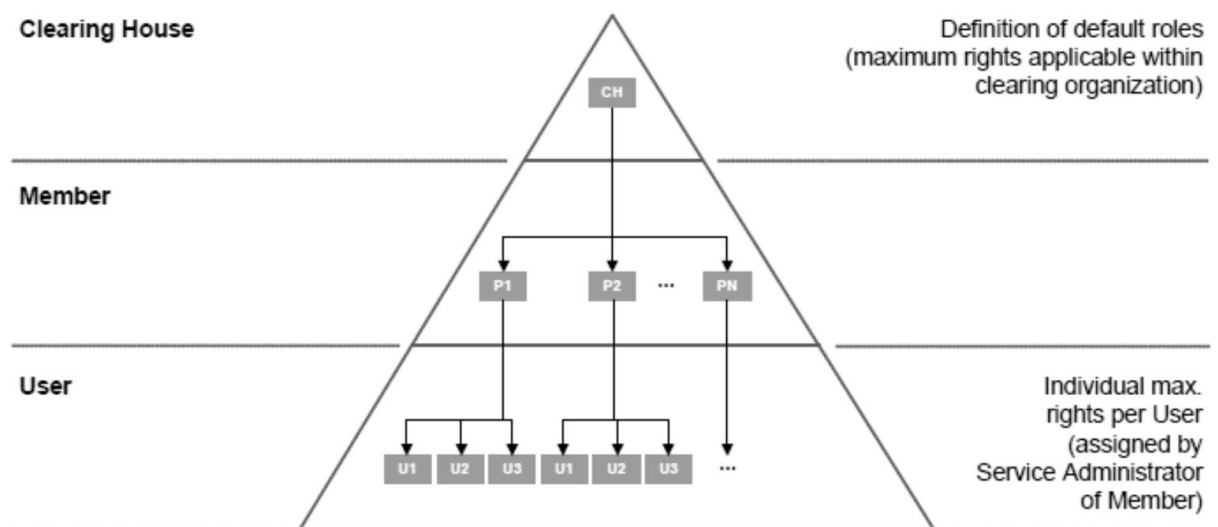 Clearing House
Definition of default roles
(maximum rights applicable within
clearing organization)
CH
Member
P1 P2 ... PN
User
Individual max.
rights per User
(assigned by
Service Administrator
of Member)
U1 U2 U3 U1 U2 U3 ...